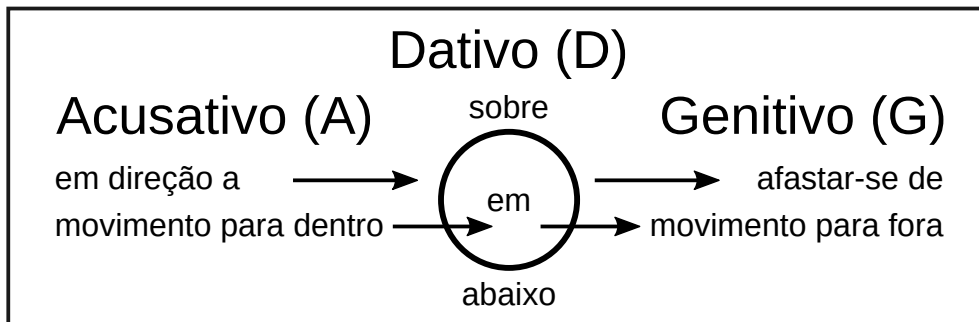 Dativo (D)
Acusativo (A)
sobre
Genitivo (G)
em direção a
afastar-se de
movimento para dentro
em
movimento para fora
abaixo